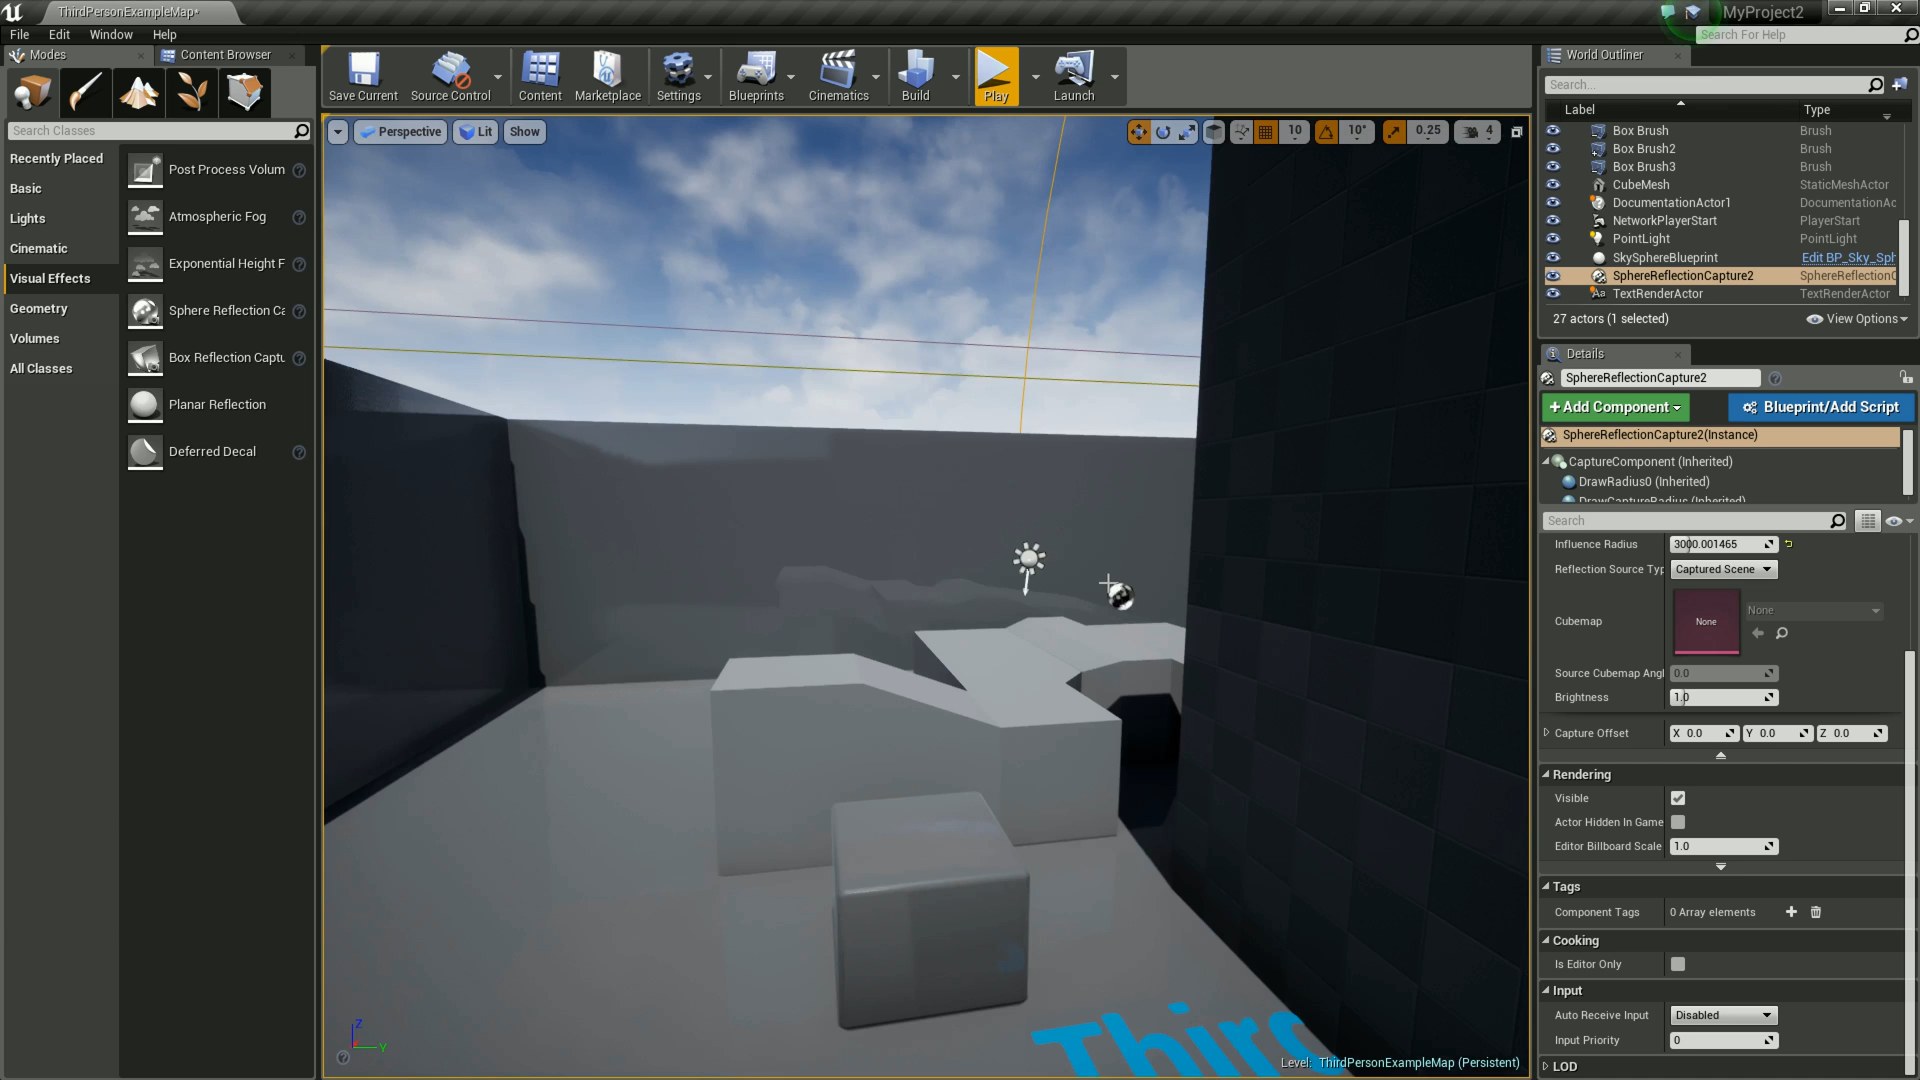 ThirdPersonExampleMap*
MyProject2
File Edit Window Help
Search For Help
Modes
Content Browser
Search Classes
Recently Placed
Basic
Lights
Cinematic
Visual Effects
Geometry
Volumes
All Classes
Post Process Volum
Atmospheric Fog
Exponential Height F
Sphere Reflection Ca
Box Reflection Captu
Planar Reflection
Deferred Decal
Save Current
Source Control
Content
Marketplace
Settings
Blueprints
Cinematics
Build
Play
Launch
Perspective
Lit
Show
10
10°
0.25
4
Thir
Z
Y
Level: ThirdPersonExampleMap (Persistent)
World Outliner
Search...
Label Type
Box Brush Brush
Box Brush2 Brush
Box Brush3 Brush
CubeMesh StaticMeshActor
DocumentationActor1 DocumentationAc
NetworkPlayerStart PlayerStart
PointLight PointLight
SkySphereBlueprint Edit BP_Sky_Sph
SphereReflectionCapture2 SphereReflectionC
TextRenderActor TextRenderActor
27 actors (1 selected)
View Options
Details
SphereReflectionCapture2
+Add Component
Blueprint/Add Script
SphereReflectionCapture2(Instance)
CaptureComponent (Inherited)
DrawRadius0 (Inherited)
DrawCaptureRadius (Inherited)
Search
Influence Radius 3000.001465
Reflection Source Typ Captured Scene
Cubemap None None
Source Cubemap Angl 0.0
Brightness 1.0
Capture Offset X 0.0 Y 0.0 Z 0.0
Rendering
Visible
Actor Hidden In Game
Editor Billboard Scale 1.0
Tags
Component Tags 0 Array elements
Cooking
Is Editor Only
Input
Auto Receive Input Disabled
Input Priority 0
LOD